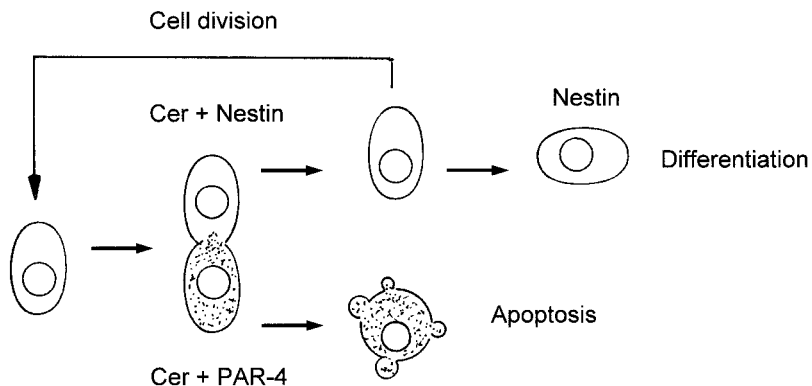 Cell division
Cer + Nestin
Nestin
Differentiation
Apoptosis
Cer + PAR-4